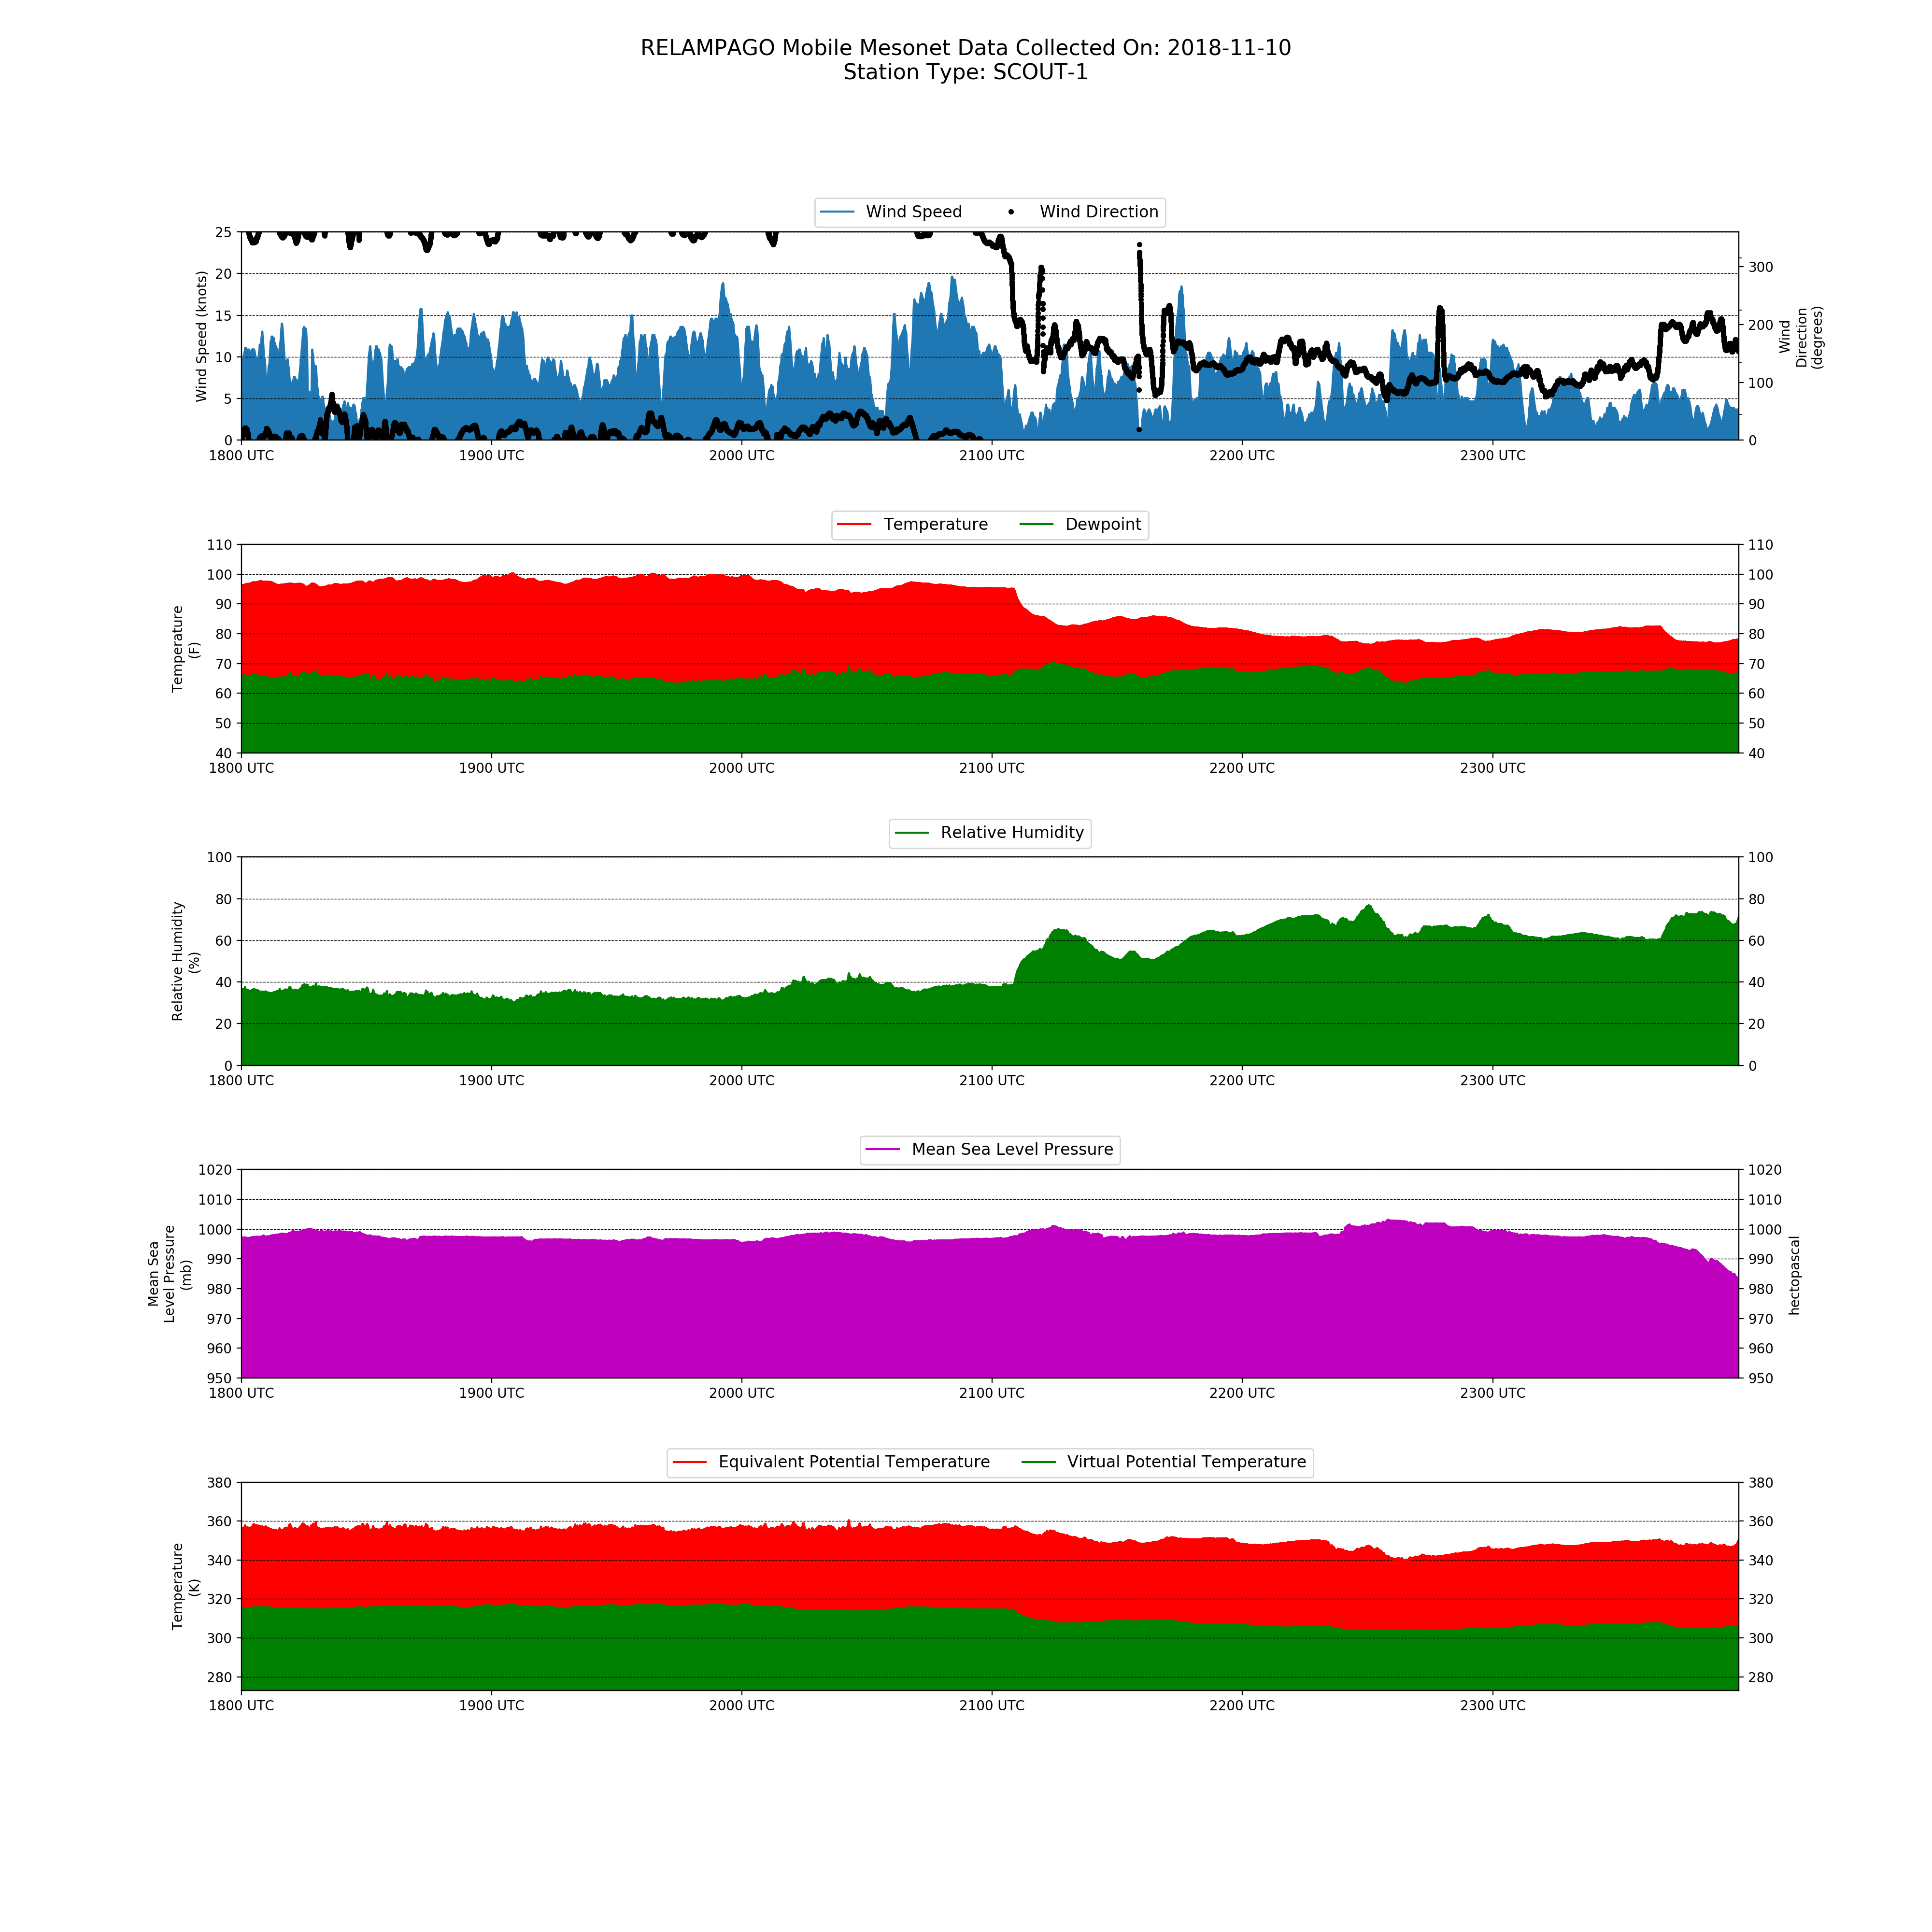 RELAMPAGO Mobile Mesonet Data Collected On: 2018-11-10
Station Type: SCOUT-1
Wind Speed Wind Direction
Wind Speed (knots)
25
20
15
10
5
0
300
200
100
0
Wind
Direction
(degrees)
1800 UTC 1900 UTC 2000 UTC 2100 UTC 2200 UTC 2300 UTC
Temperature Dewpoint
Temperature
(F)
110 110
100 100
90 90
80 80
70 70
60 60
50 50
40 40
1800 UTC 1900 UTC 2000 UTC 2100 UTC 2200 UTC 2300 UTC
Relative Humidity
Relative Humidity
(%)
100 100
80 80
60 60
40 40
20 20
0 0
1800 UTC 1900 UTC 2000 UTC 2100 UTC 2200 UTC 2300 UTC
Mean Sea Level Pressure
Mean Sea
Level Pressure
(mb)
1020 1020
1010 1010
1000 1000
990 990
980 980
970 970
960 960
950 950
hectopascal
1800 UTC 1900 UTC 2000 UTC 2100 UTC 2200 UTC 2300 UTC
Equivalent Potential Temperature Virtual Potential Temperature
Temperature
(K)
380 380
360 360
340 340
320 320
300 300
280 280
1800 UTC 1900 UTC 2000 UTC 2100 UTC 2200 UTC 2300 UTC